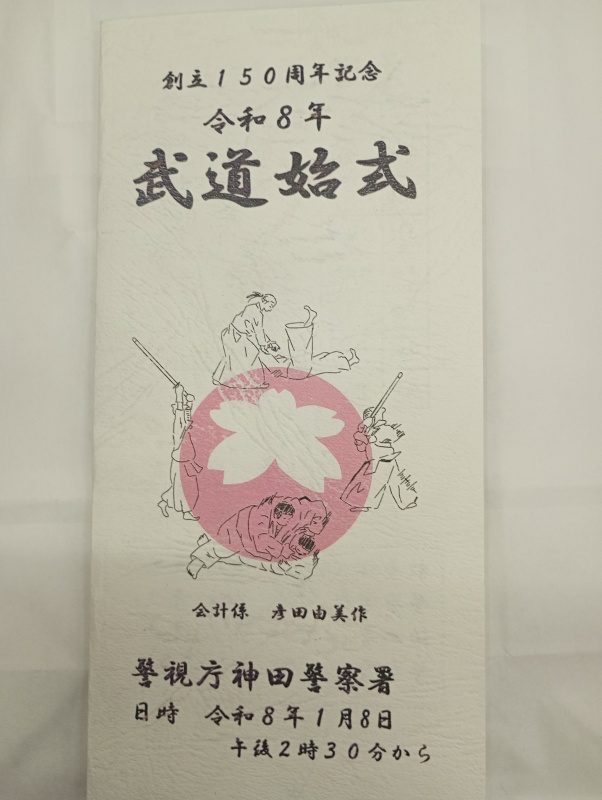 創立１５０周年記念
令和８年
武道始式
会計係　彦田由美作
警視庁神田警察署
日時　令和８年１月８日
午後２時３０分から